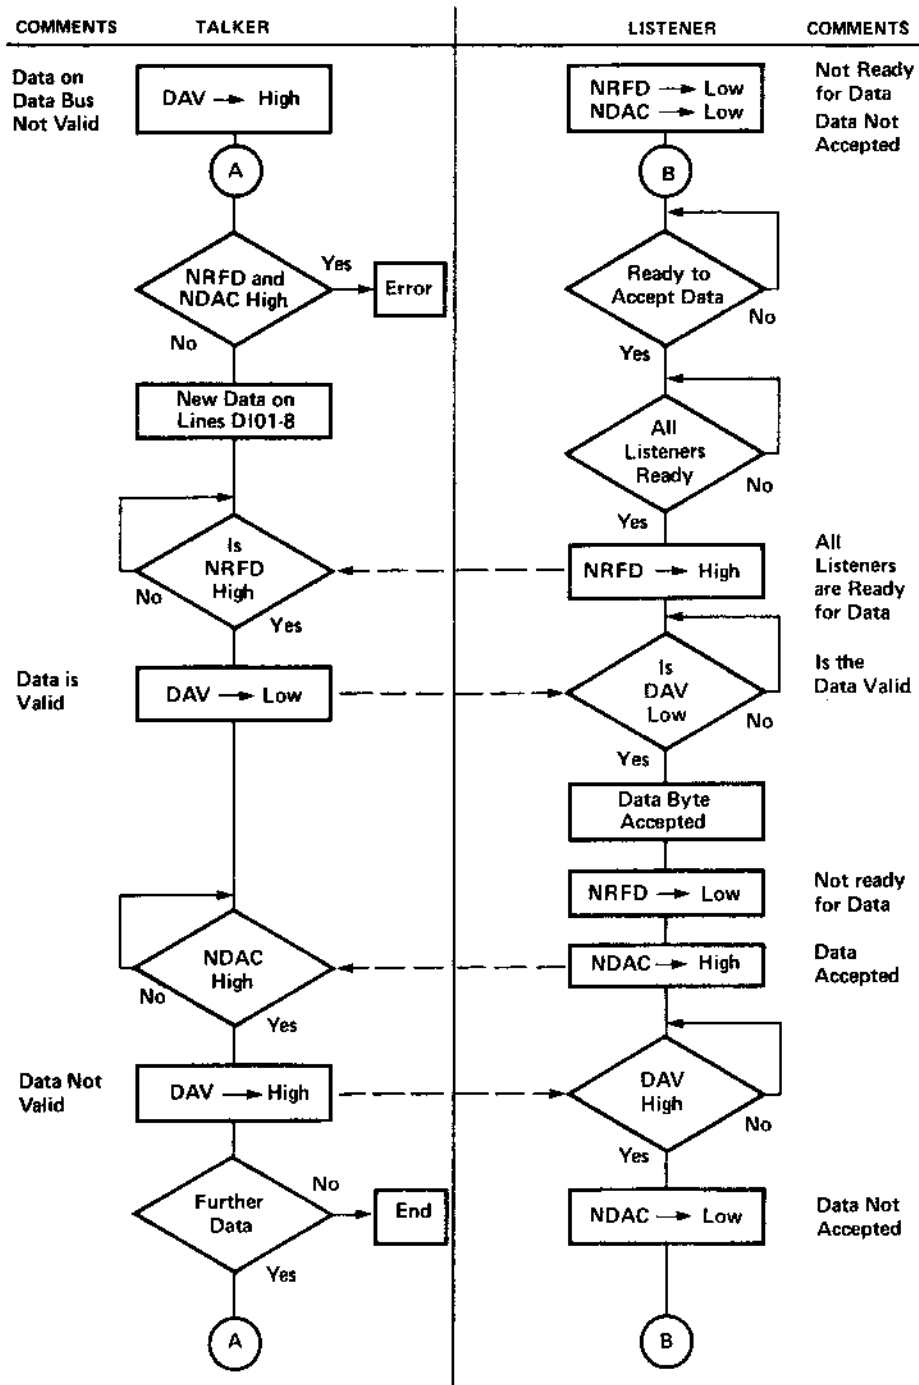 COMMENTS TALKER LISTENER COMMENTS
Data on
Data Bus
Not Valid
DAV → High
A
NRFD and
NDAC High
Yes
Error
No
New Data on
Lines DI01-8
Is
NRFD
High
No
Yes
Data is
Valid
DAV → Low
NDAC
High
No
Yes
Data Not
Valid
DAV → High
Further
Data
No
End
Yes
A
NRFD → Low
NDAC → Low
Not Ready
for Data
Data Not
Accepted
B
Ready to
Accept Data
No
Yes
All
Listeners
Ready
No
Yes
NRFD → High
All
Listeners
are Ready
for Data
Is
DAV
Low
No
Is the
Data Valid
Yes
Data Byte
Accepted
NRFD → Low
Not ready
for Data
NDAC → High
Data
Accepted
DAV
High
No
Yes
NDAC → Low
Data Not
Accepted
B